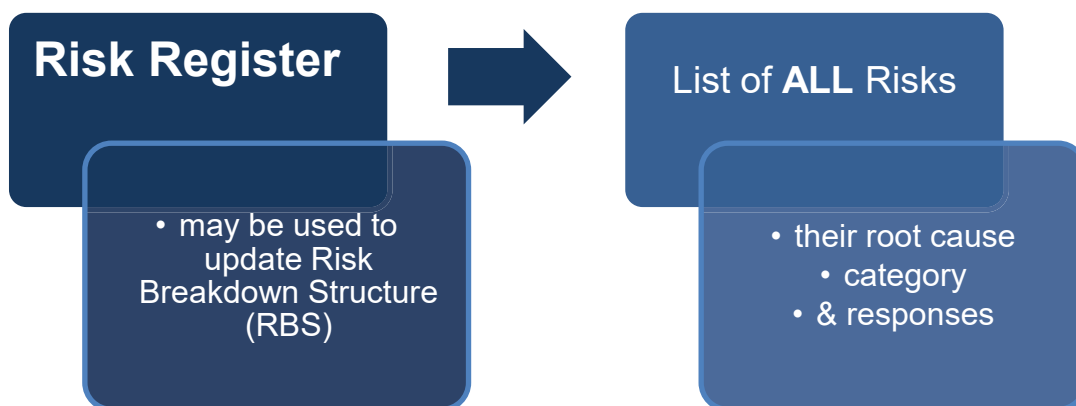 Risk Register
• may be used to
update Risk
Breakdown Structure
(RBS)
List of ALL Risks
• their root cause
• category
• & responses